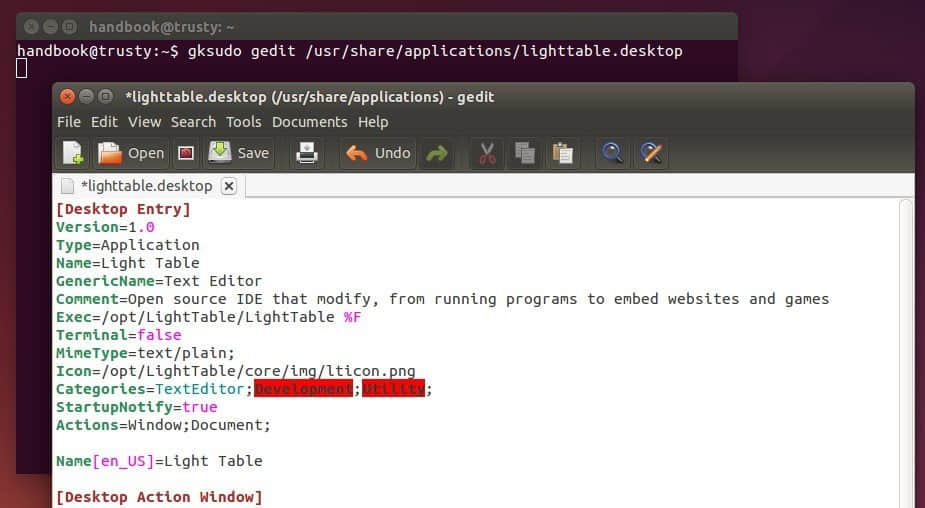 handbook@trusty: ~
handbook@trusty:~$ gksudo gedit /usr/share/applications/lighttable.desktop
*lighttable.desktop (/usr/share/applications) - gedit
File Edit View Search Tools Documents Help
Open Save Undo
*lighttable.desktop
[Desktop Entry]
Version=1.0
Type=Application
Name=Light Table
GenericName=Text Editor
Comment=Open source IDE that modify, from running programs to embed websites and games
Exec=/opt/LightTable/LightTable %F
Terminal=false
MimeType=text/plain;
Icon=/opt/LightTable/core/img/lticon.png
Categories=TextEditor;Development;Utility;
StartupNotify=true
Actions=Window;Document;
Name[en_US]=Light Table
[Desktop Action Window]